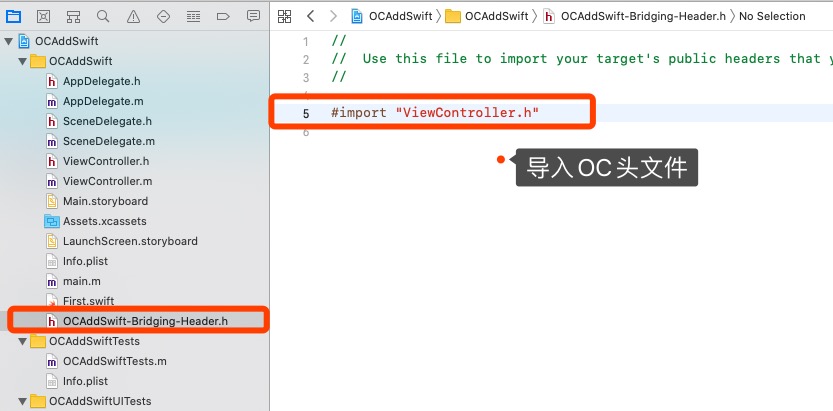 OCAddSwift
OCAddSwift
AppDelegate.h
AppDelegate.m
SceneDelegate.h
SceneDelegate.m
ViewController.h
ViewController.m
Main.storyboard
Assets.xcassets
LaunchScreen.storyboard
Info.plist
main.m
First.swift
OCAddSwift-Bridging-Header.h
OCAddSwiftTests
OCAddSwiftTests.m
Info.plist
OCAddSwiftUITests
OCAddSwift OCAddSwift OCAddSwift-Bridging-Header.h No Selection
1 //
2 // Use this file to import your target's public headers that
3 //
5 #import "ViewController.h"
6
导入OC头文件